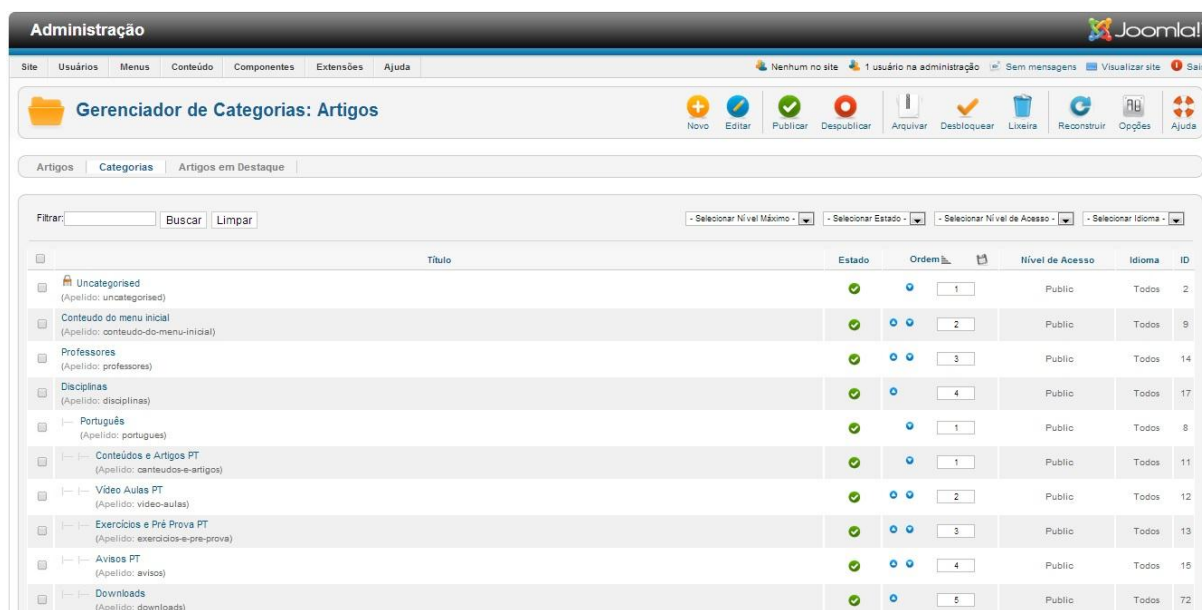 Administração
Joomla!
Site Usuários Menus Conteúdo Componentes Extensões Ajuda Nenhum no site 1 usuário na administração Sem mensagens Visualizar site Sair
Gerenciador de Categorias: Artigos
Novo Editar Publicar Despublicar Arquivar Desbloquear Lixeira Reconstruir Opções Ajuda
Artigos Categorias Artigos em Destaque
Filtrar: Buscar Limpar - Selecionar Nível Máximo - - Selecionar Estado - - Selecionar Nível de Acesso - - Selecionar Idioma -
Título Estado Ordem Nível de Acesso Idioma ID
Uncategorised
(Apelido: uncategorised)
1 Public Todos 2
Conteudo do menu inicial
(Apelido: conteudo-do-menu-inicial)
2 Public Todos 9
Professores
(Apelido: professores)
3 Public Todos 14
Disciplinas
(Apelido: disciplinas)
4 Public Todos 17
Português
(Apelido: portugues)
1 Public Todos 8
Conteúdos e Artigos PT
(Apelido: canteudos-e-artigos)
1 Public Todos 11
Vídeo Aulas PT
(Apelido: video-aulas)
2 Public Todos 12
Exercícios e Pré Prova PT
(Apelido: exercicios-e-pre-prova)
3 Public Todos 13
Avisos PT
(Apelido: avisos)
4 Public Todos 15
Downloads
(Apelido: downloads)
5 Public Todos 72